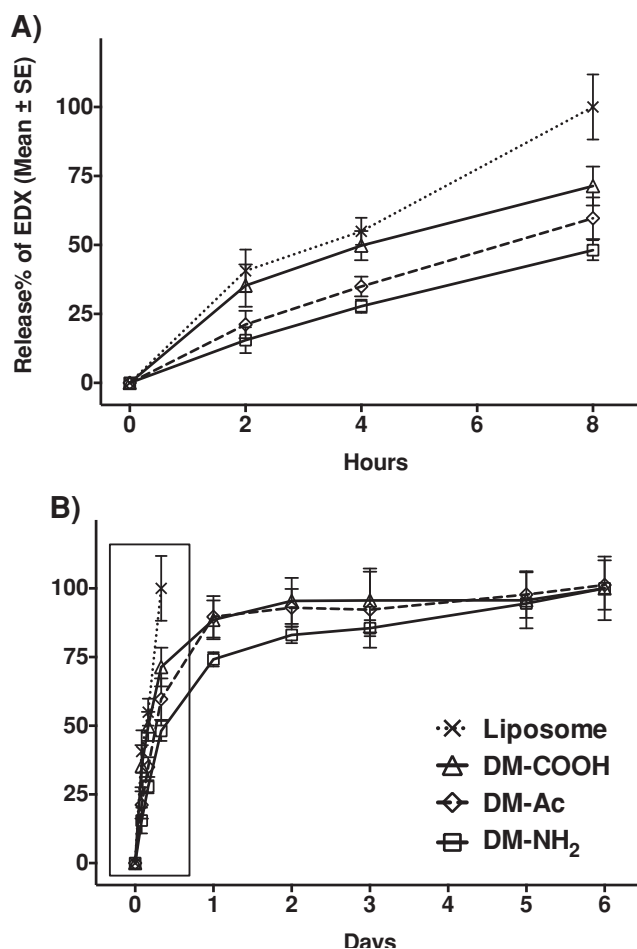 A)
Release% of EDX (Mean ± SE)
100
75
50
25
0
0 2 4 6 8
Hours
B)
100
75
50
25
0
Liposome
DM-COOH
DM-Ac
DM-NH₂
0 1 2 3 4 5 6
Days